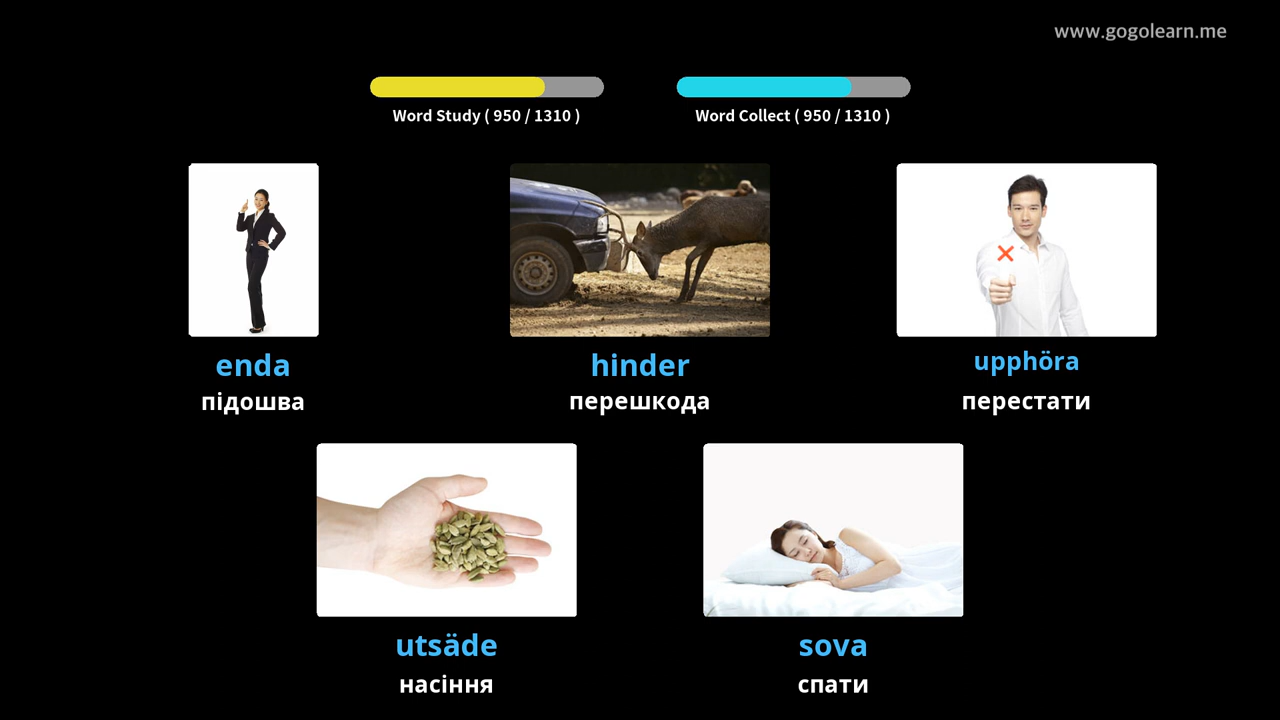 www.gogolearn.me
Word Study ( 950 / 1310 )
Word Collect ( 950 / 1310 )
enda
підошва
hinder
перешкода
upphöra
перестати
utsäde
насіння
sova
спати